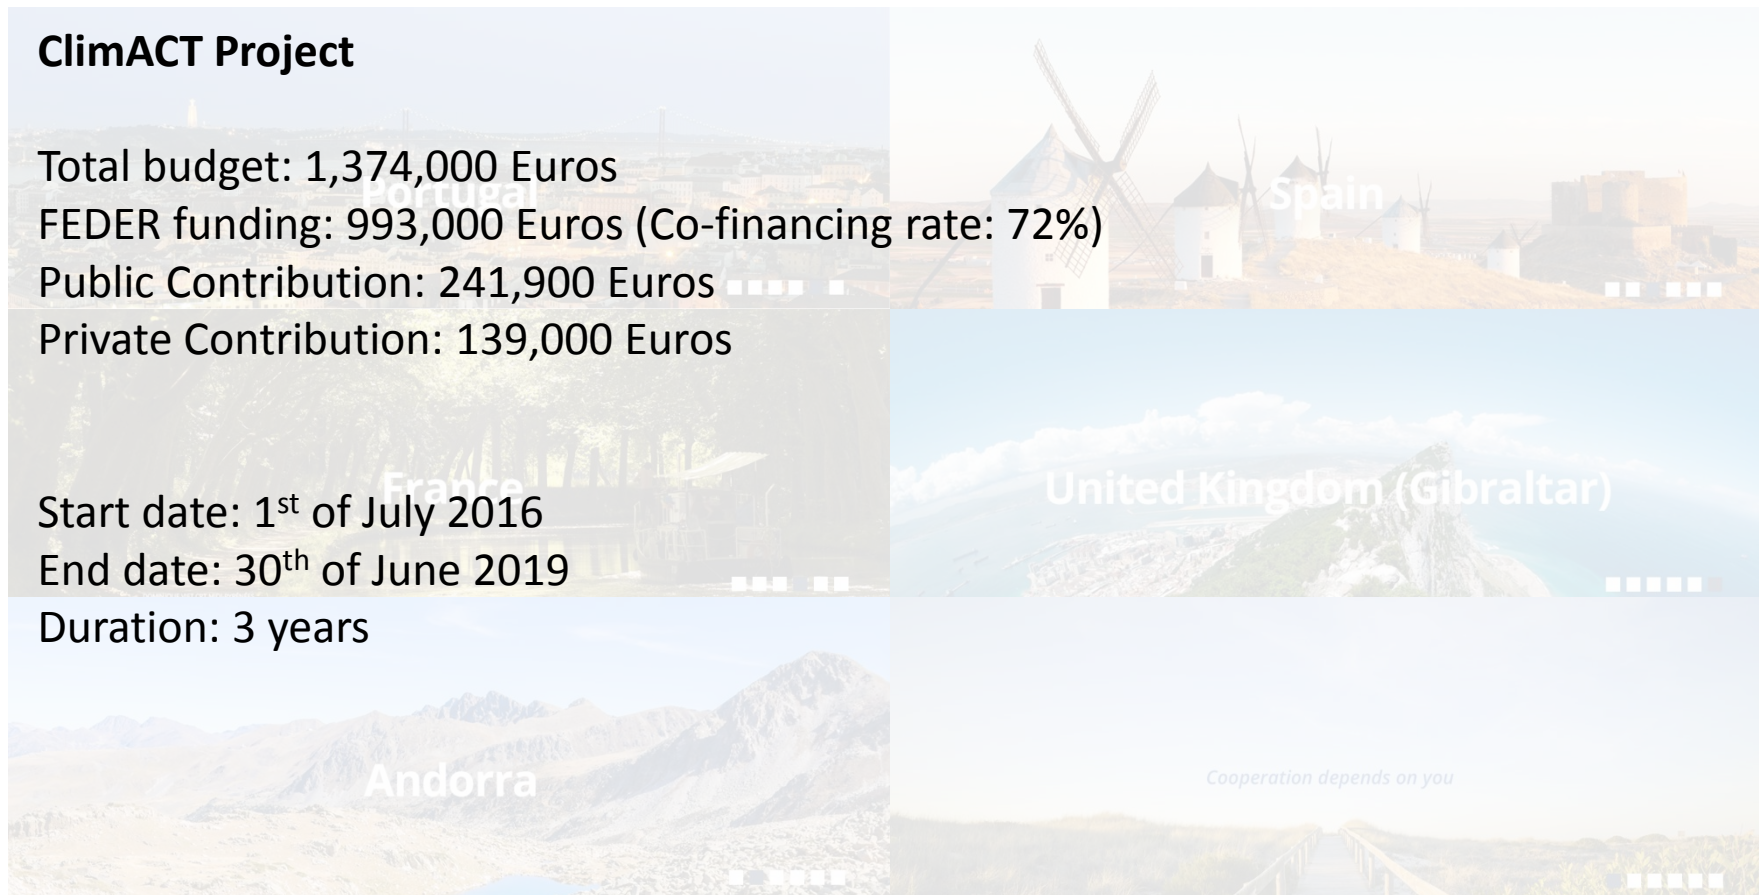 ClimACT Project
Total budget: 1,374,000 Euros
Portugal
Spain
FEDER funding: 993,000 Euros (Co-financing rate: 72%)
Public Contribution: 241,900 Euros
Private Contribution: 139,000 Euros
France
United Kingdom (Gibraltar)
Start date: 1st of July 2016
End date: 30th of June 2019
Duration: 3 years
Andorra
Cooperation depends on you